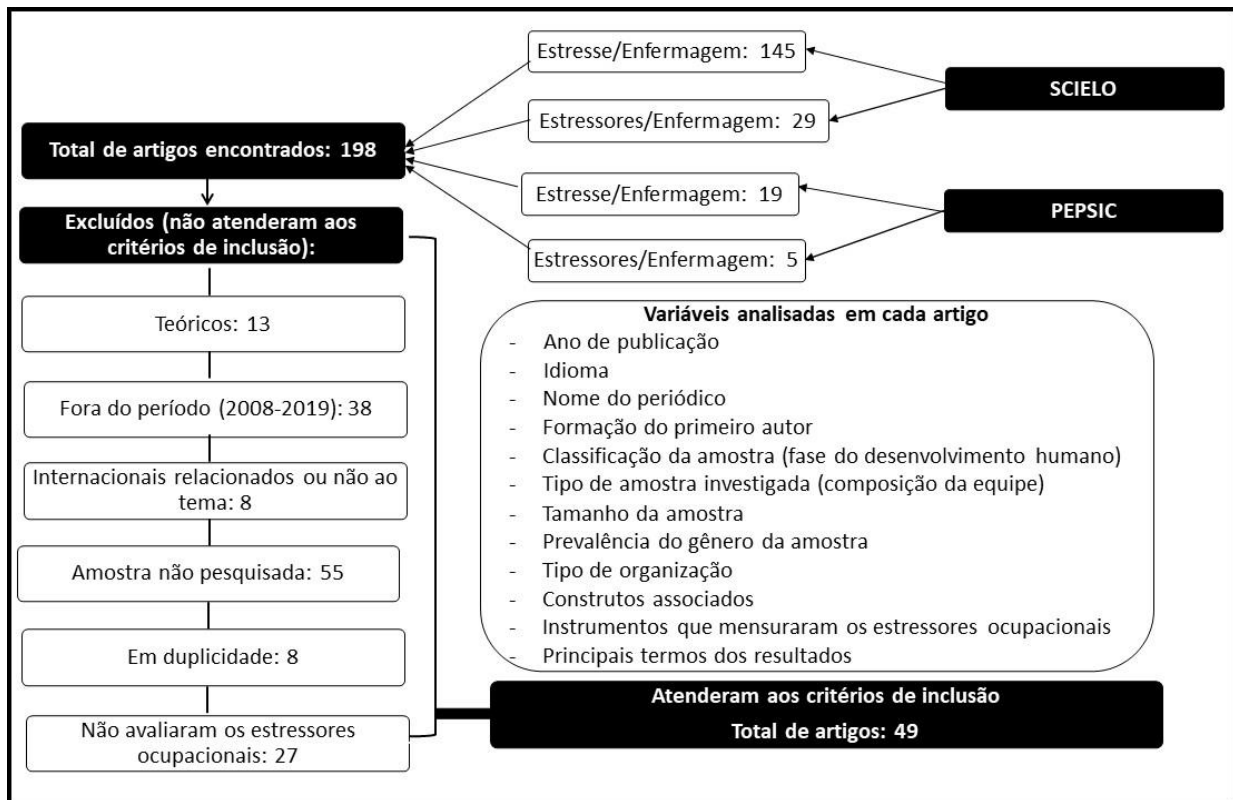 Estresse/Enfermagem: 145
SCIELO
Estressores/Enfermagem: 29
Total de artigos encontrados: 198
Estresse/Enfermagem: 19
PEPSIC
Estressores/Enfermagem: 5
Excluídos (não atenderam aos
critérios de inclusão):
Teóricos: 13
Fora do período (2008-2019): 38
Internacionais relacionados ou não ao
tema: 8
Amostra não pesquisada: 55
Em duplicidade: 8
Não avaliaram os estressores
ocupacionais: 27
Variáveis analisadas em cada artigo
- Ano de publicação
- Idioma
- Nome do periódico
- Formação do primeiro autor
- Classificação da amostra (fase do desenvolvimento humano)
- Tipo de amostra investigada (composição da equipe)
- Tamanho da amostra
- Prevalência do gênero da amostra
- Tipo de organização
- Construtos associados
- Instrumentos que mensuraram os estressores ocupacionais
- Principais termos dos resultados
Atenderam aos critérios de inclusão
Total de artigos: 49